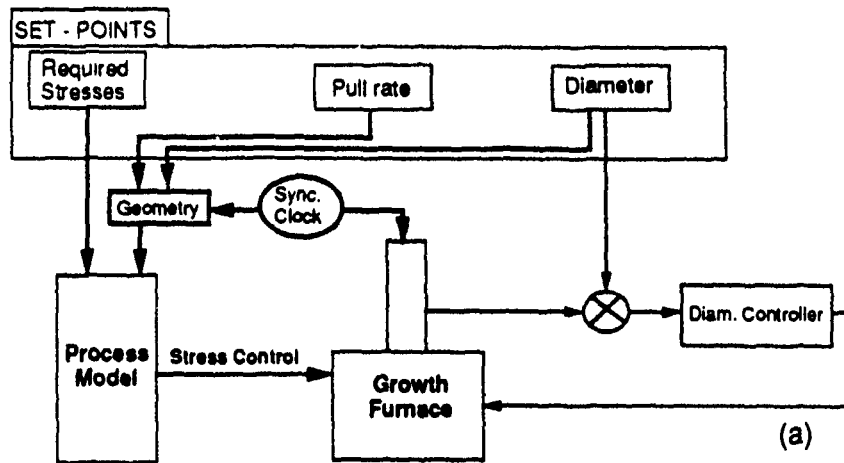 SET - POINTS
Required
Stresses
Pull rate
Diameter
Geometry
Sync.
Clock
Diam. Controller
Process
Model
Stress Control
Growth
Furnace
(a)